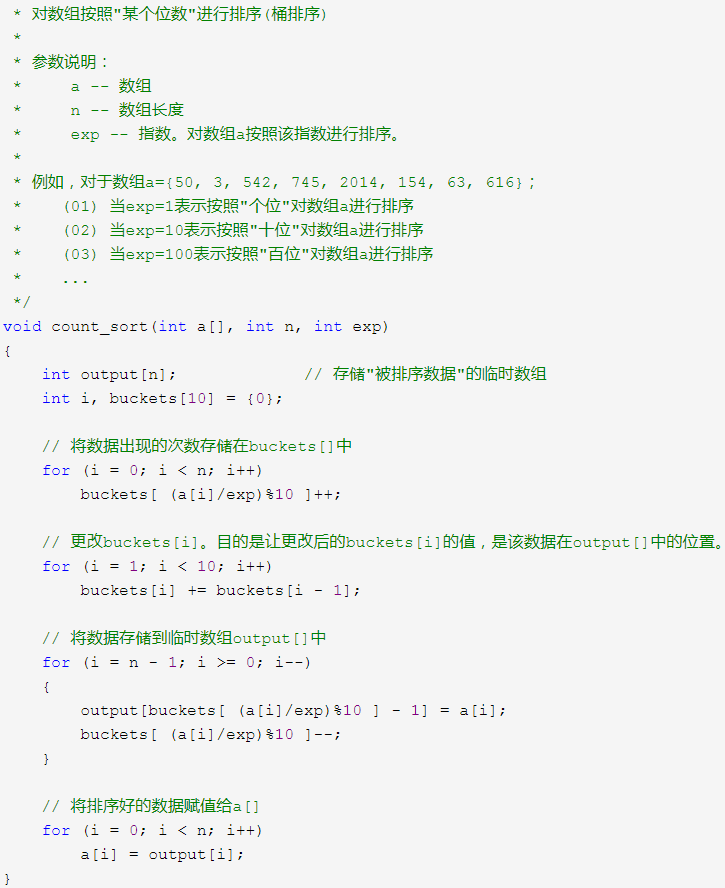 * 对数组按照"某个位数"进行排序(桶排序)
 *
 * 参数说明：
 *     a -- 数组
 *     n -- 数组长度
 *     exp -- 指数。对数组a按照该指数进行排序。
 *
 * 例如，对于数组a={50, 3, 542, 745, 2014, 154, 63, 616}；
 *    (01) 当exp=1表示按照"个位"对数组a进行排序
 *    (02) 当exp=10表示按照"十位"对数组a进行排序
 *    (03) 当exp=100表示按照"百位"对数组a进行排序
 *    ...
 */
void count_sort(int a[], int n, int exp)
{
    int output[n];             // 存储"被排序数据"的临时数组
    int i, buckets[10] = {0};

    // 将数据出现的次数存储在buckets[]中
    for (i = 0; i < n; i++)
        buckets[ (a[i]/exp)%10 ]++;

    // 更改buckets[i]。目的是让更改后的buckets[i]的值，是该数据在output[]中的位置。
    for (i = 1; i < 10; i++)
        buckets[i] += buckets[i - 1];

    // 将数据存储到临时数组output[]中
    for (i = n - 1; i >= 0; i--)
    {
        output[buckets[ (a[i]/exp)%10 ] - 1] = a[i];
        buckets[ (a[i]/exp)%10 ]--;
    }

    // 将排序好的数据赋值给a[]
    for (i = 0; i < n; i++)
        a[i] = output[i];
}